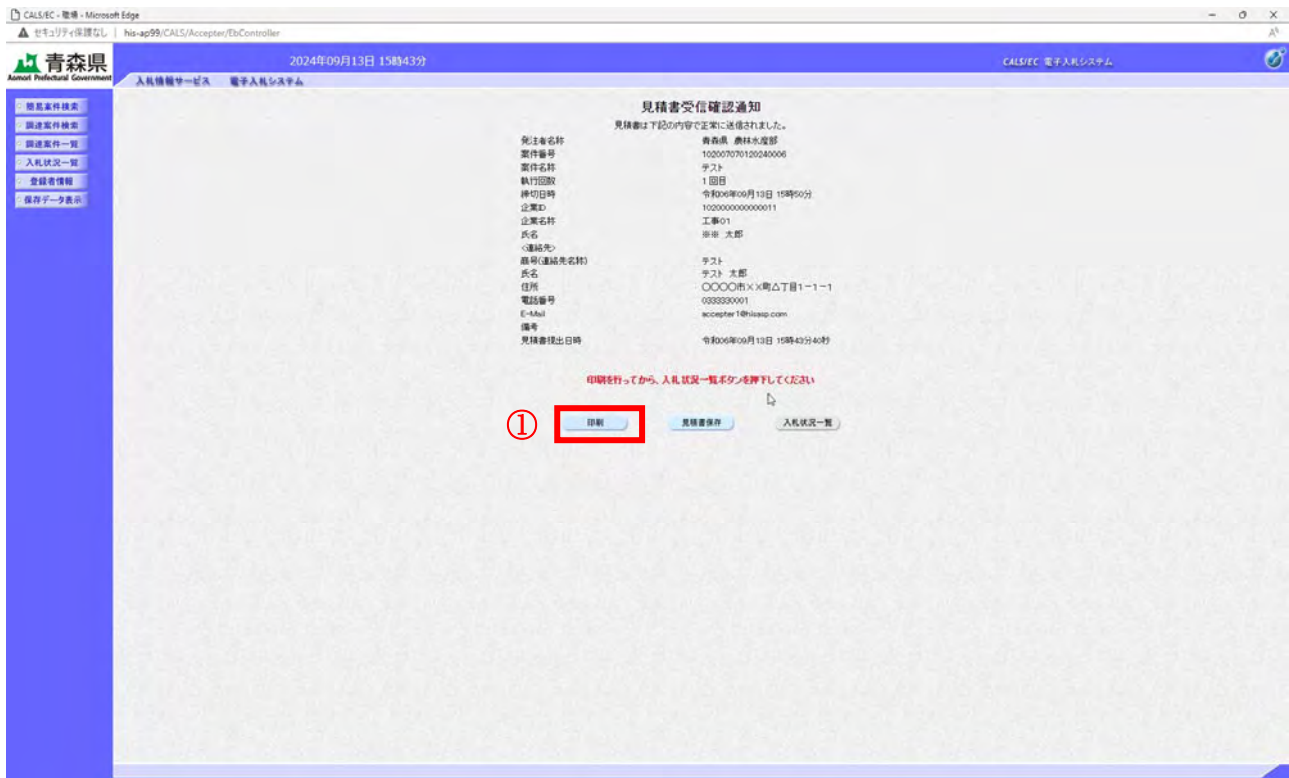 CALS/EC - 環境 - Microsoft Edge
セキュリティ保護なし | his-ap99/CALS/Accepter/EbController
青森県
Aomori Prefectural Government
2024年09月13日 15時43分
CALS/EC 電子入札システム
入札情報サービス 電子入札システム
簡易案件検索
調達案件検索
調達案件一覧
入札状況一覧
登録者情報
保存データ表示
見積書受信確認通知
見積書は下記の内容で正常に送信されました。
発注者名称 青森県 農林水産部
案件番号 102007070120240006
案件名称 テスト
執行回数 1回目
締切日時 令和06年09月13日 15時50分
企業ID 1020000000000011
企業名称 工事01
氏名 ※※ 太郎
<連絡先>
商号(連絡先名称) テスト
氏名 テスト 太郎
住所 〇〇〇〇市××町△丁目1-1-1
電話番号 0333330001
E-Mail accepter1@hisasp.com
備考
見積書提出日時 令和06年09月13日 15時43分40秒
印刷を行ってから、入札状況一覧ボタンを押下してください
① 印刷 見積書保存 入札状況一覧